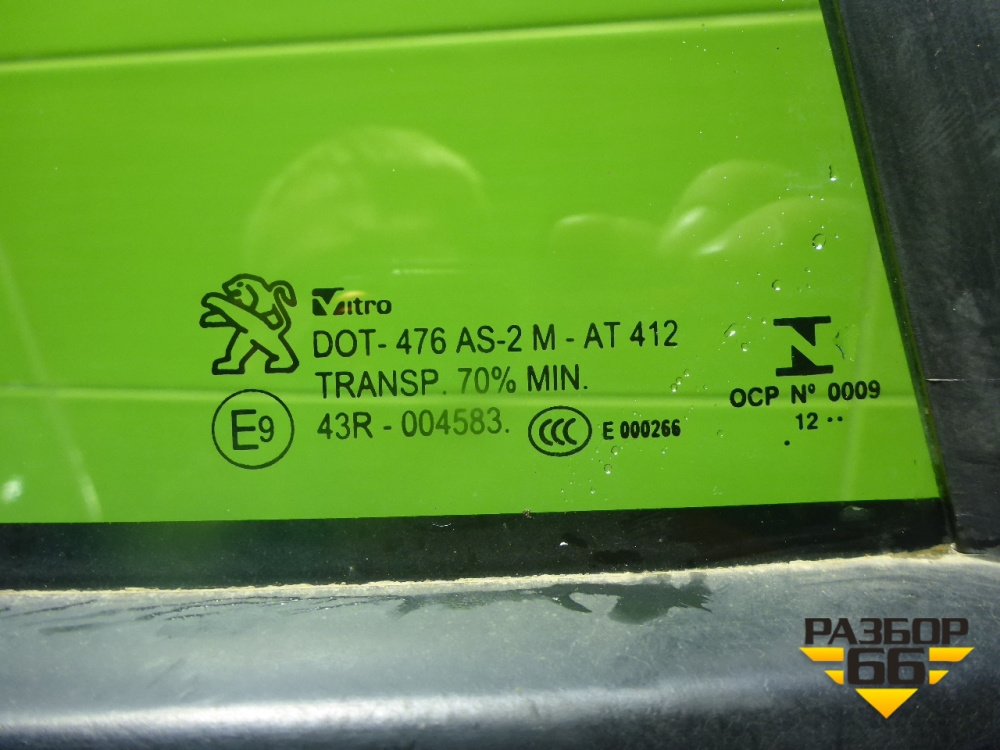 Vitro
DOT- 476 AS-2 M - AT 412
TRANSP. 70% MIN.
E9
43R - 004583.
CCC
E 000266
N
OCP Nº 0009
. 12 ..
РАЗБОР
66